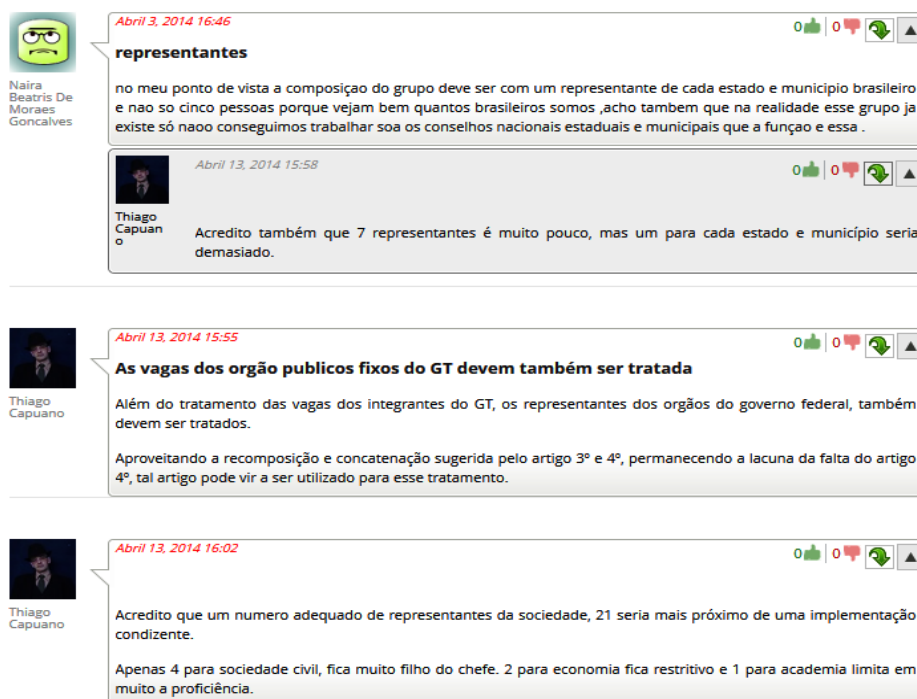 Abril 3, 2014 16:46
0 | 0
representantes
Naira
Beatris De
Moraes
Goncalves
no meu ponto de vista a composiçao do grupo deve ser com um representante de cada estado e municipio brasileiro
e nao so cinco pessoas porque vejam bem quantos brasileiros somos ,acho tambem que na realidade esse grupo ja
existe só naoo conseguimos trabalhar soa os conselhos nacionais estaduais e municipais que a funçao e essa .
Abril 13, 2014 15:58
0 | 0
Thiago
Capuan
o
Acredito também que 7 representantes é muito pouco, mas um para cada estado e município seria
demasiado.
Abril 13, 2014 15:55
0 | 0
As vagas dos orgão publicos fixos do GT devem também ser tratada
Thiago
Capuano
Além do tratamento das vagas dos integrantes do GT, os representantes dos orgãos do governo federal, também
devem ser tratados.
Aproveitando a recomposição e concatenação sugerida pelo artigo 3º e 4º, permanecendo a lacuna da falta do artigo
4º, tal artigo pode vir a ser utilizado para esse tratamento.
Abril 13, 2014 16:02
0 | 0
Thiago
Capuano
Acredito que um numero adequado de representantes da sociedade, 21 seria mais próximo de uma implementação
condizente.
Apenas 4 para sociedade civil, fica muito filho do chefe. 2 para economia fica restritivo e 1 para academia limita em
muito a proficiência.